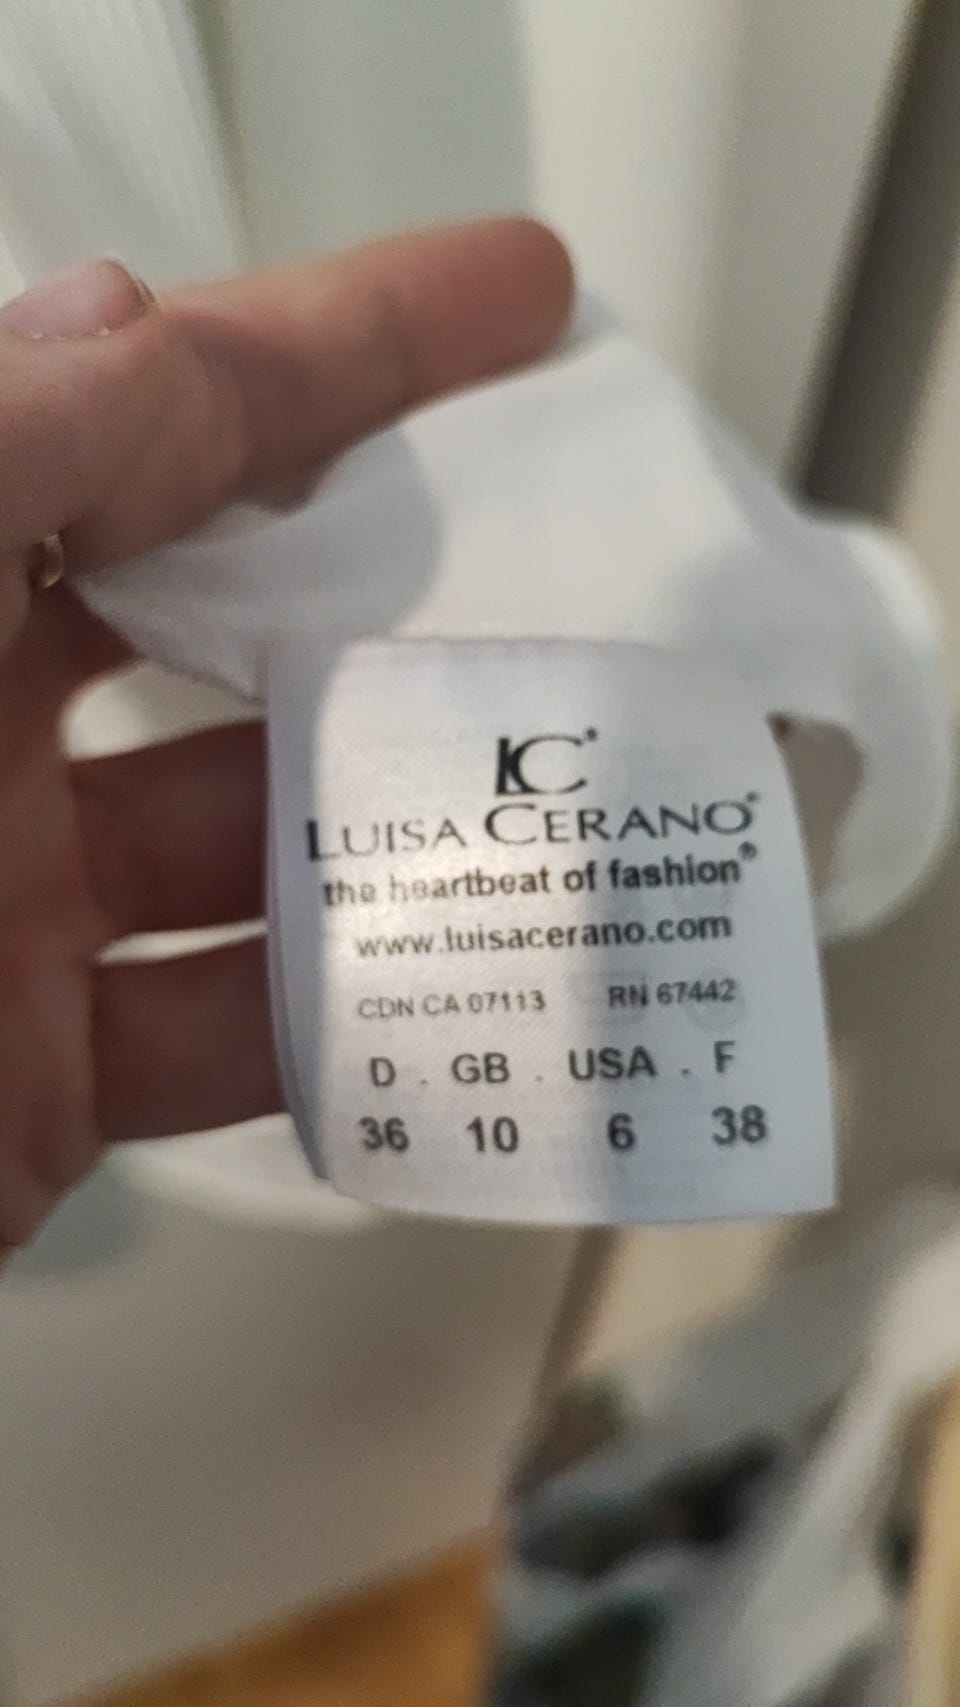 LC®
LUISA CERANO®
the heartbeat of fashion®
www.luisacerano.com
CDN CA 07113 RN 67442
D . GB . USA . F
36 10 6 38